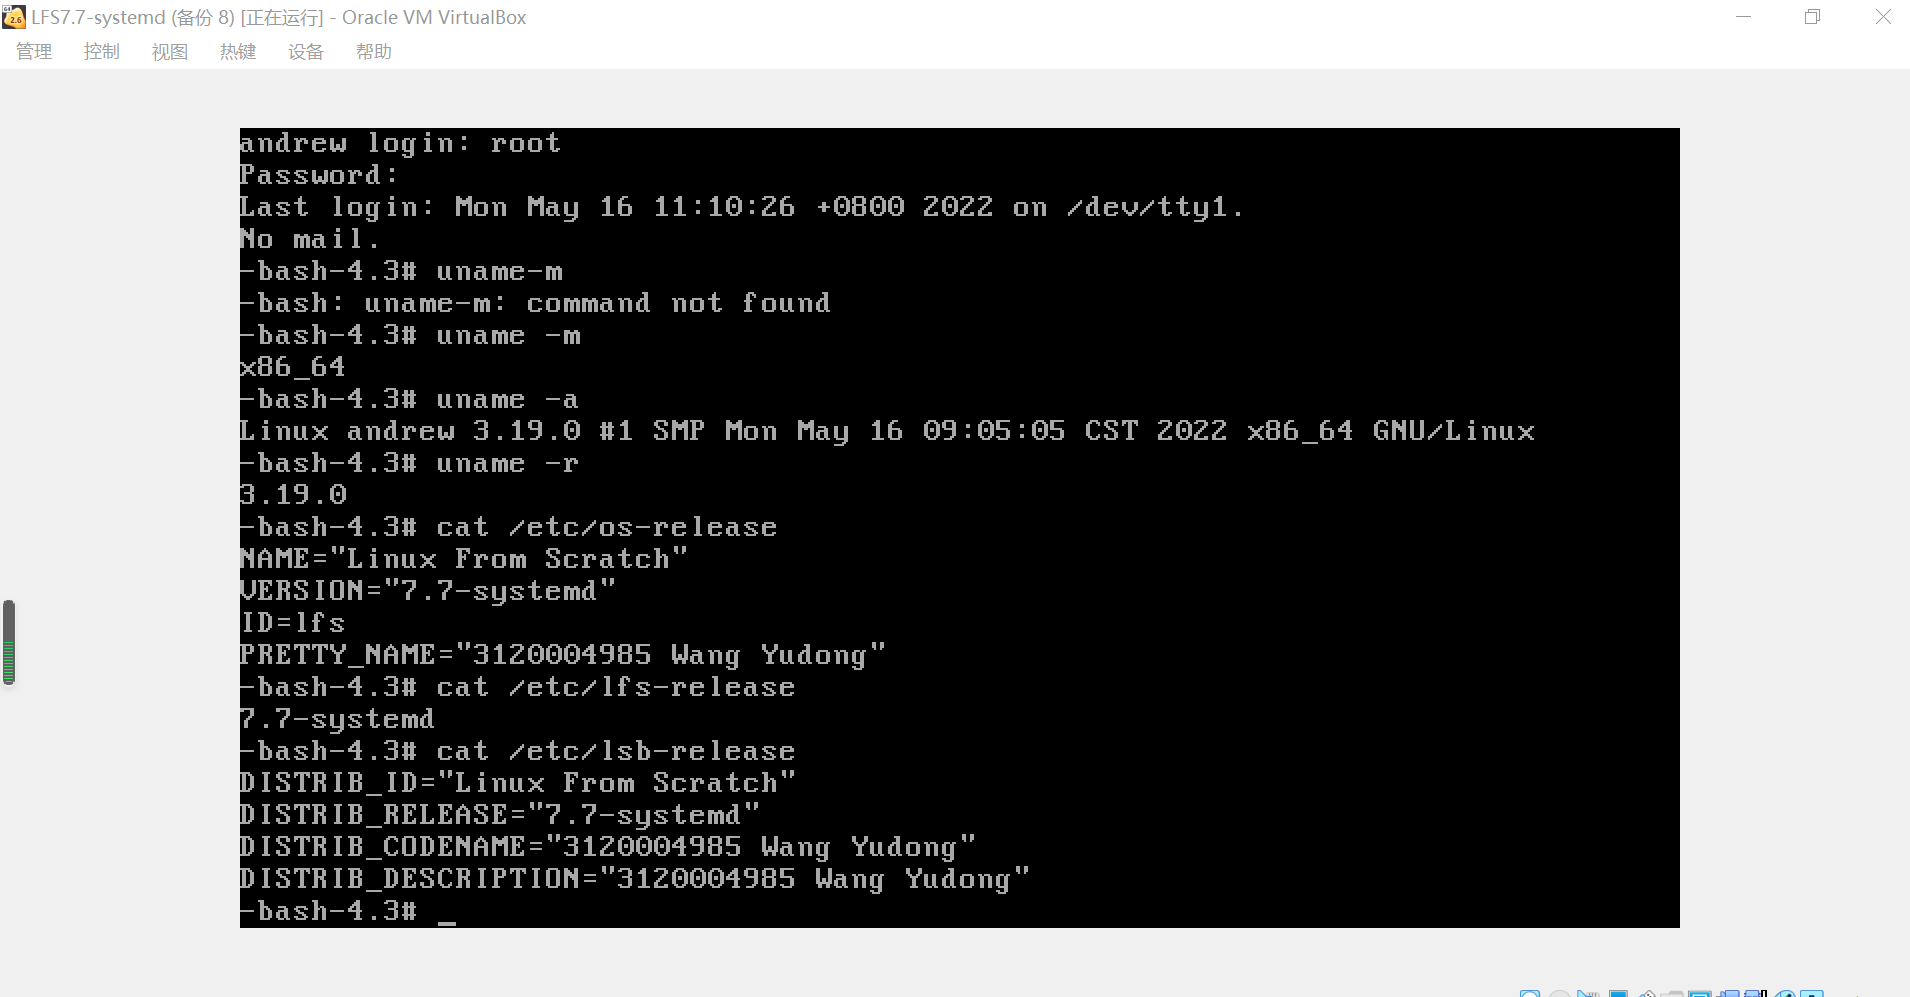 LFS7.7-systemd (备份 8) [正在运行] - Oracle VM VirtualBox
管理 控制 视图 热键 设备 帮助
andrew login: root
Password:
Last login: Mon May 16 11:10:26 +0800 2022 on /dev/tty1.
No mail.
-bash-4.3# uname-m
-bash: uname-m: command not found
-bash-4.3# uname -m
x86_64
-bash-4.3# uname -a
Linux andrew 3.19.0 #1 SMP Mon May 16 09:05:05 CST 2022 x86_64 GNU/Linux
-bash-4.3# uname -r
3.19.0
-bash-4.3# cat /etc/os-release
NAME="Linux From Scratch"
VERSION="7.7-systemd"
ID=lfs
PRETTY_NAME="3120004985 Wang Yudong"
-bash-4.3# cat /etc/lfs-release
7.7-systemd
-bash-4.3# cat /etc/lsb-release
DISTRIB_ID="Linux From Scratch"
DISTRIB_RELEASE="7.7-systemd"
DISTRIB_CODENAME="3120004985 Wang Yudong"
DISTRIB_DESCRIPTION="3120004985 Wang Yudong"
-bash-4.3# _